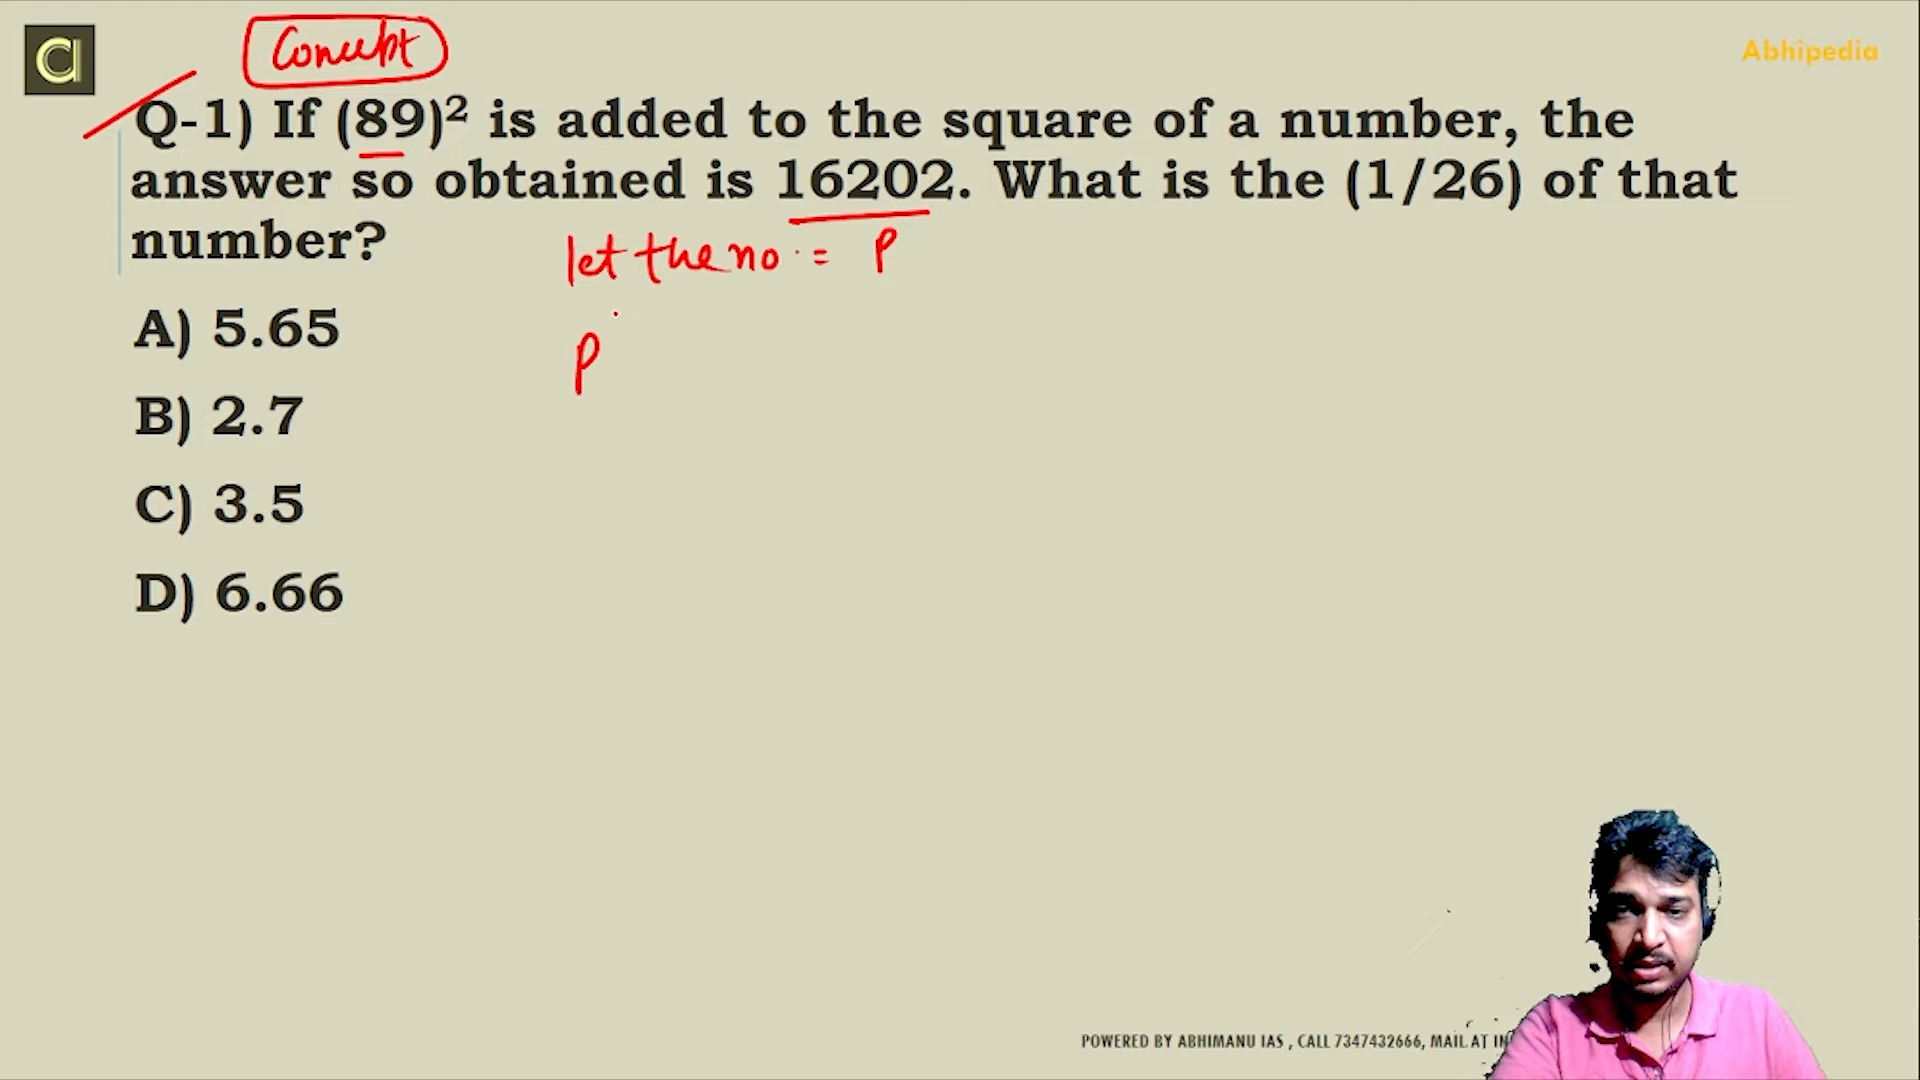 Concept
Abhipedia
Q-1) If (89)² is added to the square of a number, the
answer so obtained is 16202. What is the (1/26) of that
number?
let the no. = P
A) 5.65
P
B) 2.7
C) 3.5
D) 6.66
POWERED BY ABHIMANU IAS , CALL 7347432666, MAIL AT IN